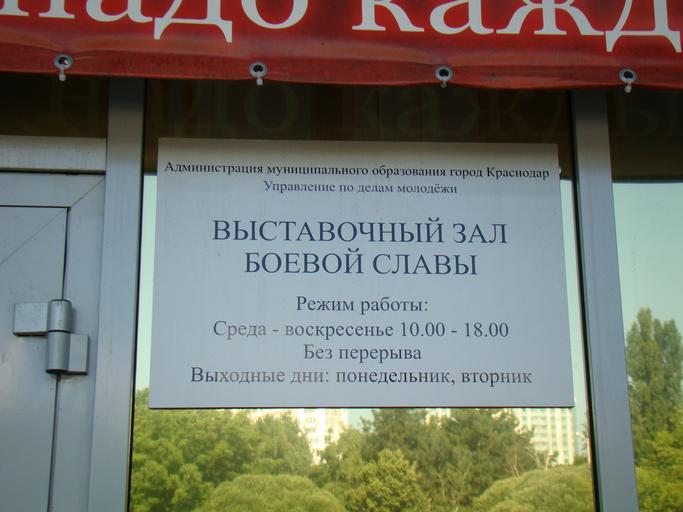 надо кажд
Администрация муниципального образования город Краснодар
Управление по делам молодёжи
ВЫСТАВОЧНЫЙ ЗАЛ
БОЕВОЙ СЛАВЫ
Режим работы:
Среда - воскресенье 10.00 - 18.00
Без перерыва
Выходные дни: понедельник, вторник